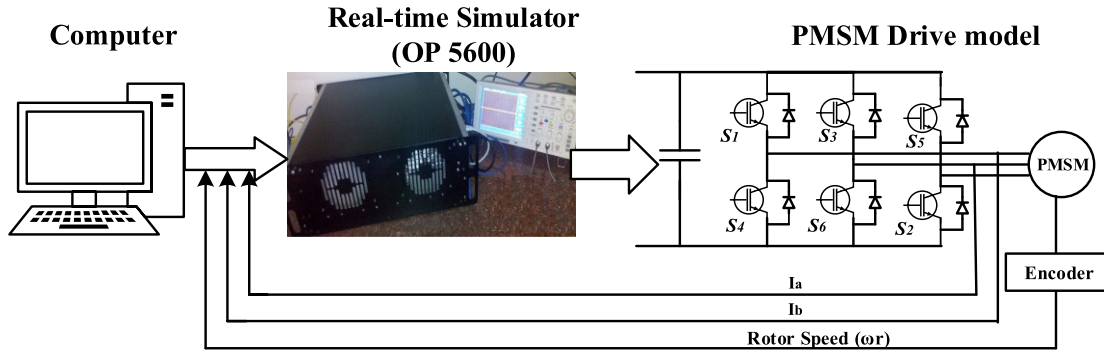 Computer
Real-time Simulator
(OP 5600)
PMSM Drive model
S1
S3
S5
PMSM
S4
S6
S2
Encoder
Ia
Ib
Rotor Speed (ωr)